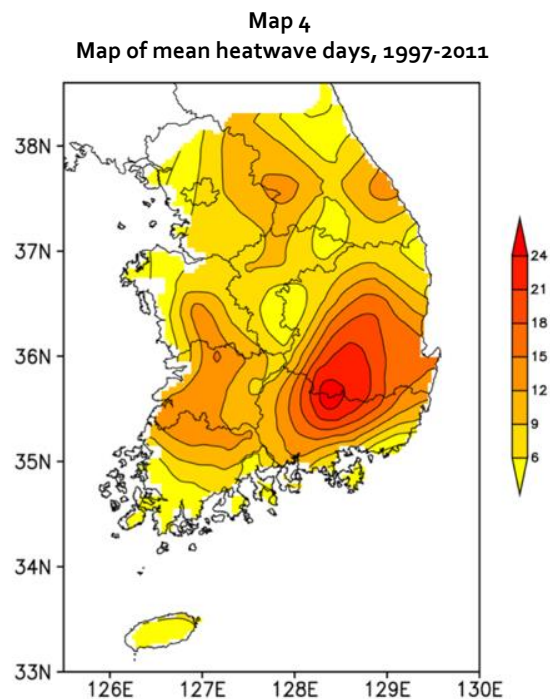 Map 4
Map of mean heatwave days, 1997-2011
38N
37N
36N
35N
34N
33N
126E 127E 128E 129E 130E
24
21
18
15
12
9
6